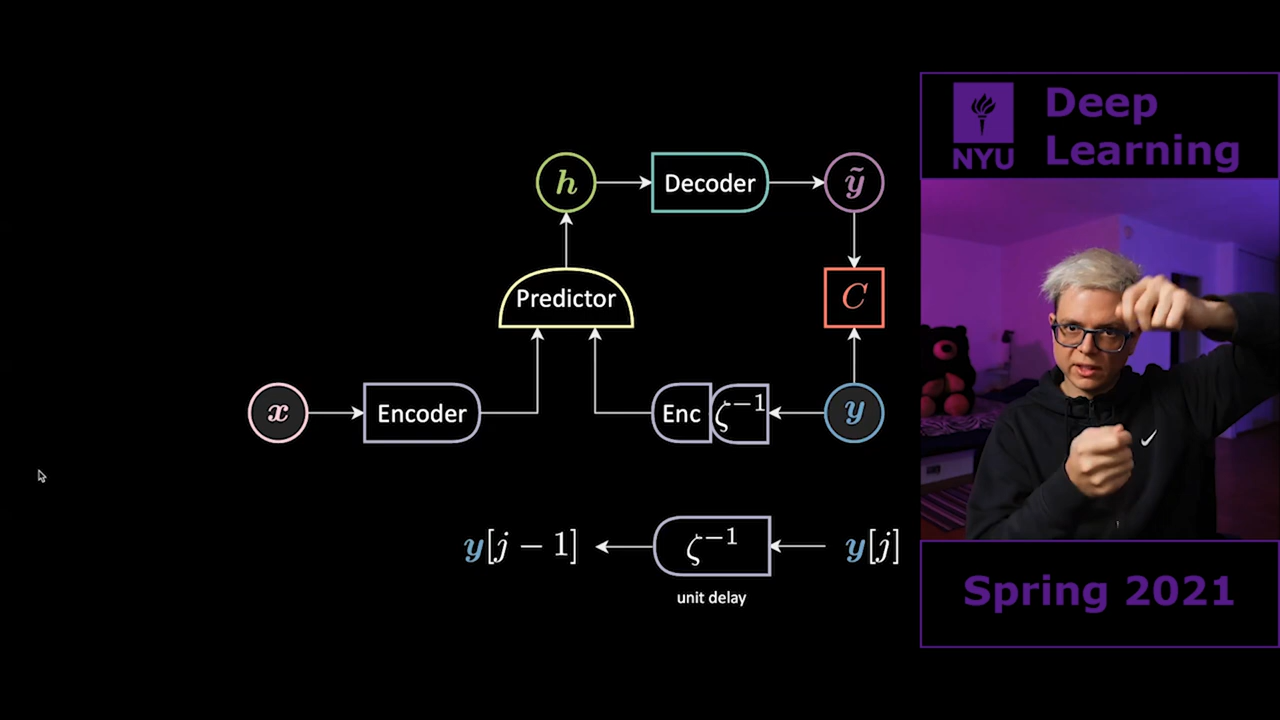 h
Decoder
ỹ
Predictor
C
x
Encoder
Enc
ζ⁻¹
y
y[j − 1]
ζ⁻¹
y[j]
unit delay
NYU
Deep
Learning
Spring 2021